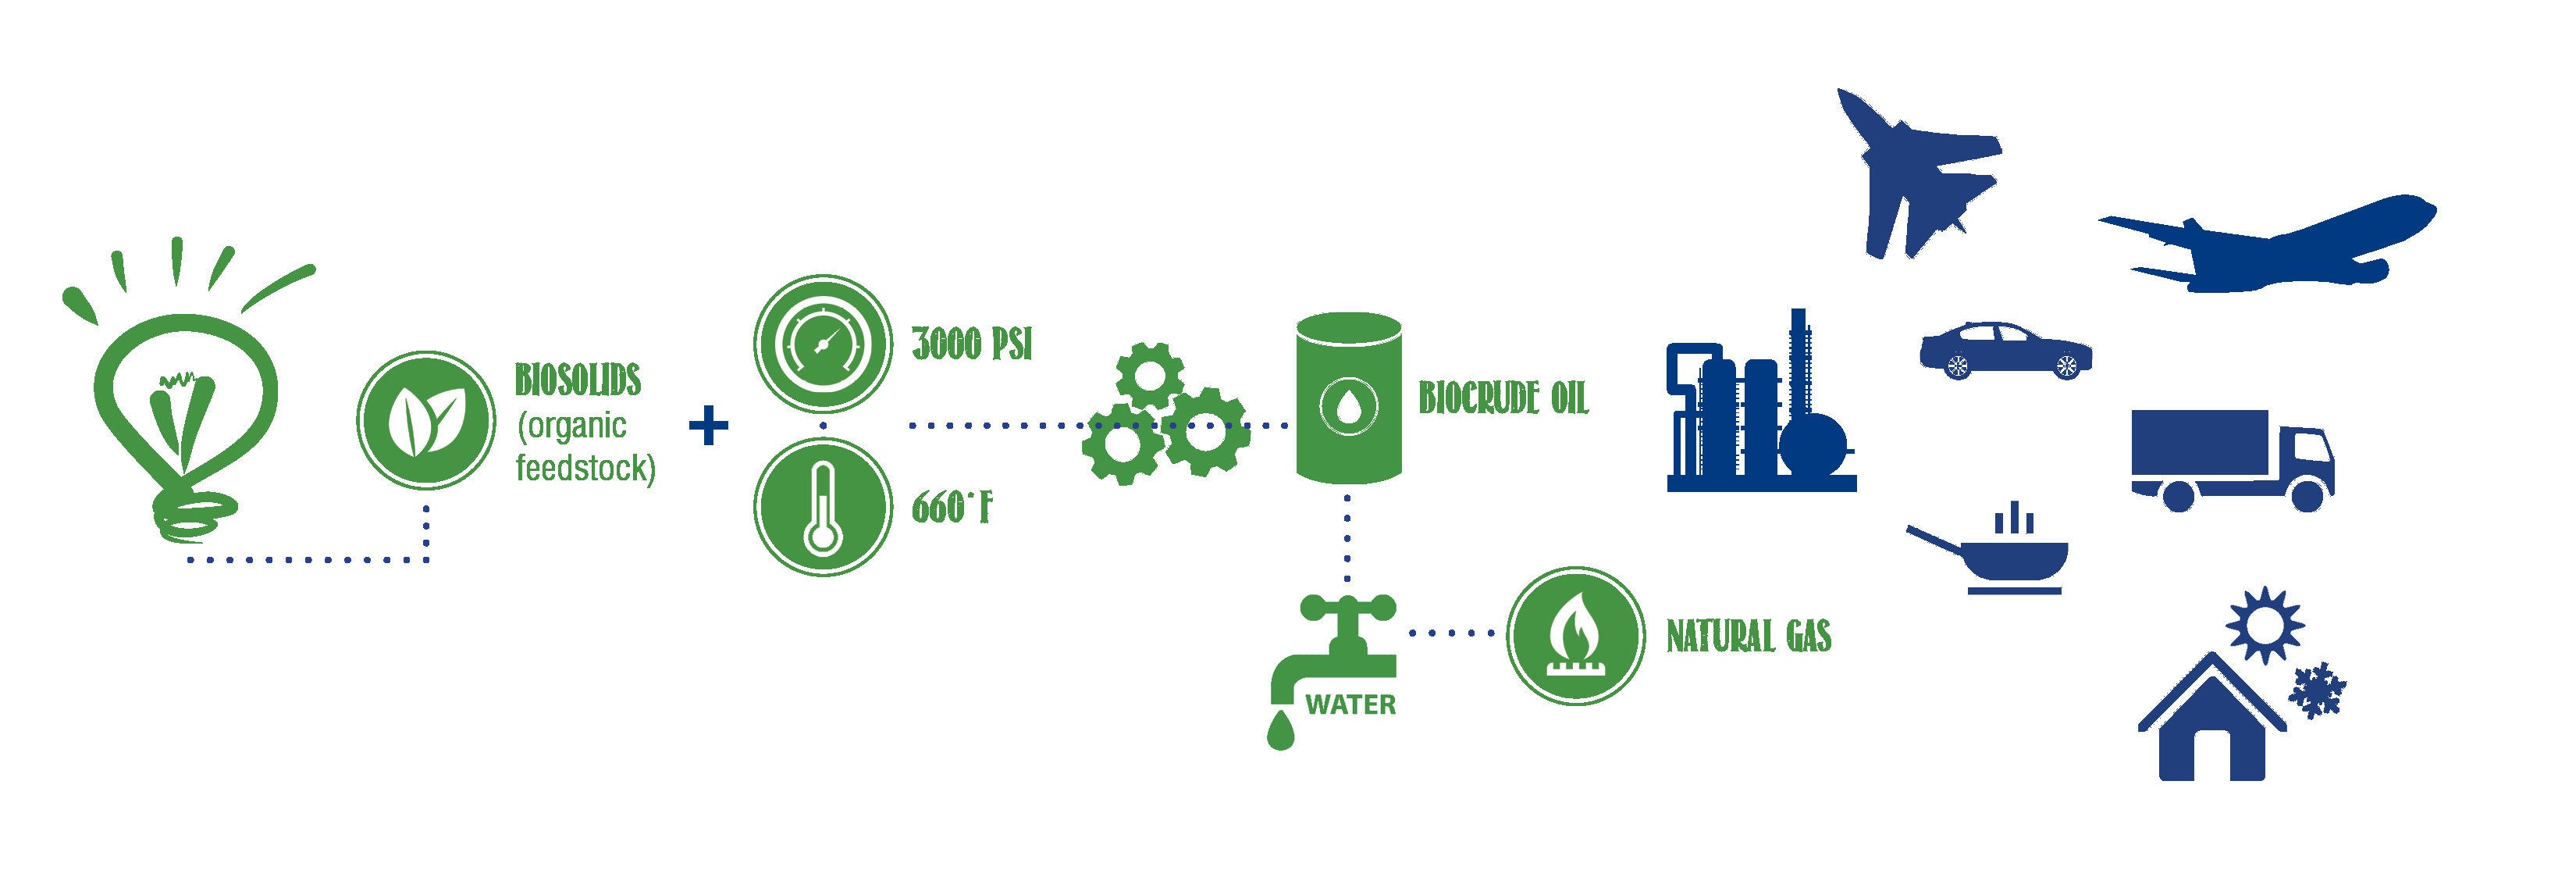 BIOSOLIDS
(organic
feedstock)
+
3000 PSI
660°F
BIOCRUDE OIL
WATER
NATURAL GAS